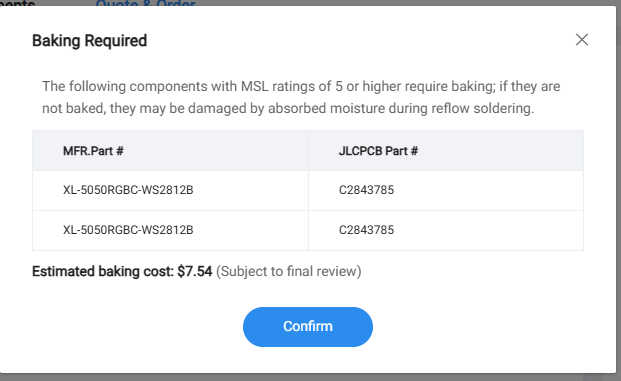 Quote & Order
Baking Required
The following components with MSL ratings of 5 or higher require baking; if they are
not baked, they may be damaged by absorbed moisture during reflow soldering.
MFR.Part # JLCPCB Part #
XL-5050RGBC-WS2812B C2843785
XL-5050RGBC-WS2812B C2843785
Estimated baking cost: $7.54 (Subject to final review)
Confirm